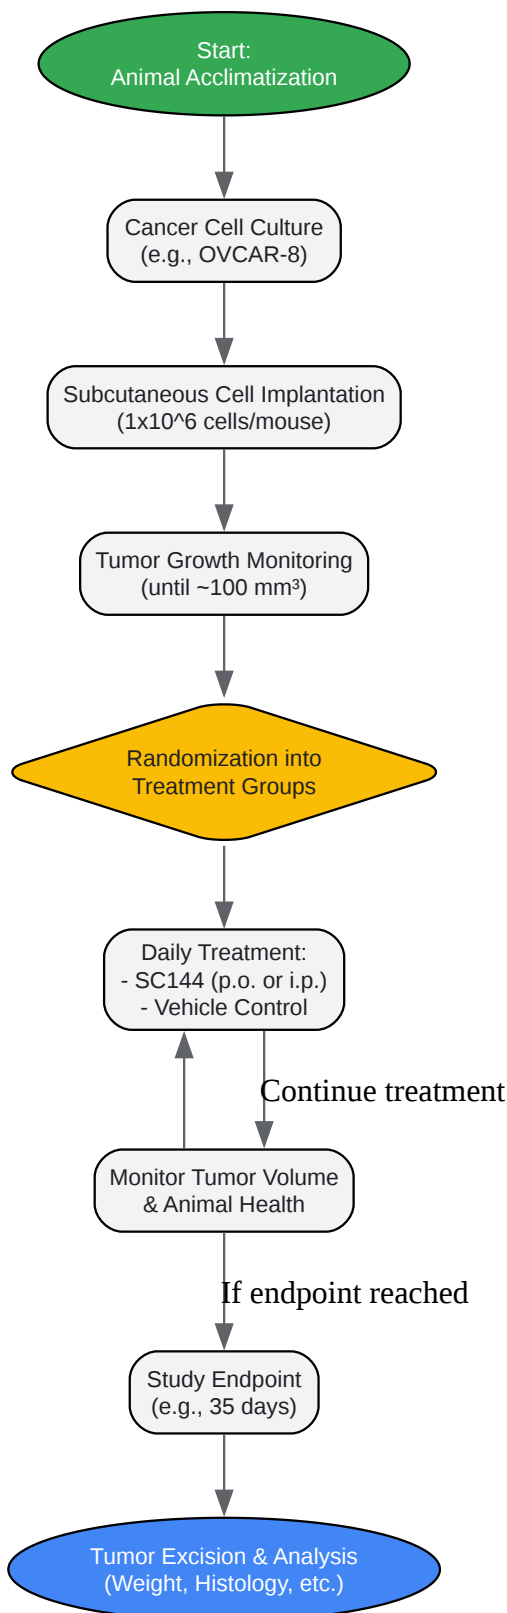 Start:
Animal Acclimatization
Cancer Cell Culture
(e.g., OVCAR-8)
Subcutaneous Cell Implantation
(1x10^6 cells/mouse)
Tumor Growth Monitoring
(until ~100 mm³)
Randomization into
Treatment Groups
Daily Treatment:
- SC144 (p.o. or i.p.)
- Vehicle Control
Continue treatment
Monitor Tumor Volume
& Animal Health
If endpoint reached
Study Endpoint
(e.g., 35 days)
Tumor Excision & Analysis
(Weight, Histology, etc.)